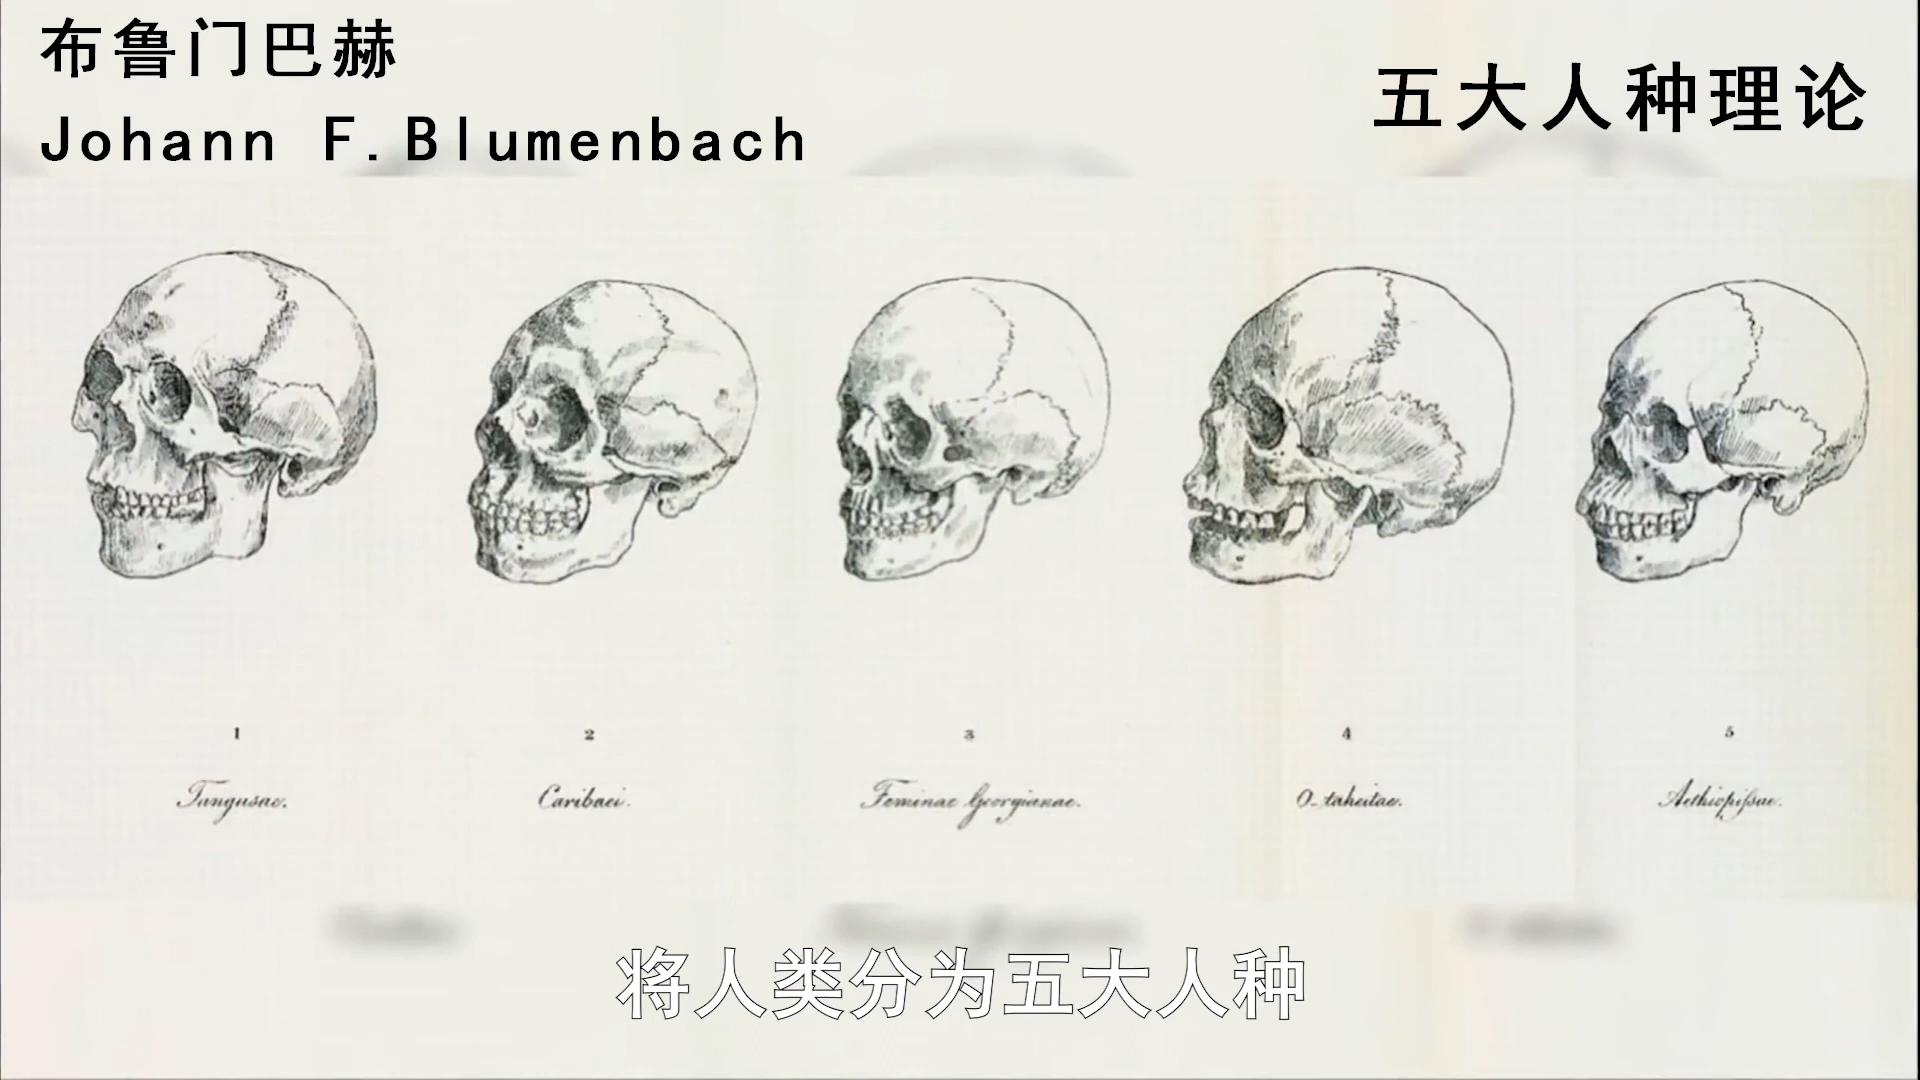 布鲁门巴赫
Johann F.Blumenbach
五大人种理论
1
2
3
4
5
Tungusae.
Caribaei.
Feminae Georgianae.
O-taheitae.
Aethiopissae.
将人类分为五大人种